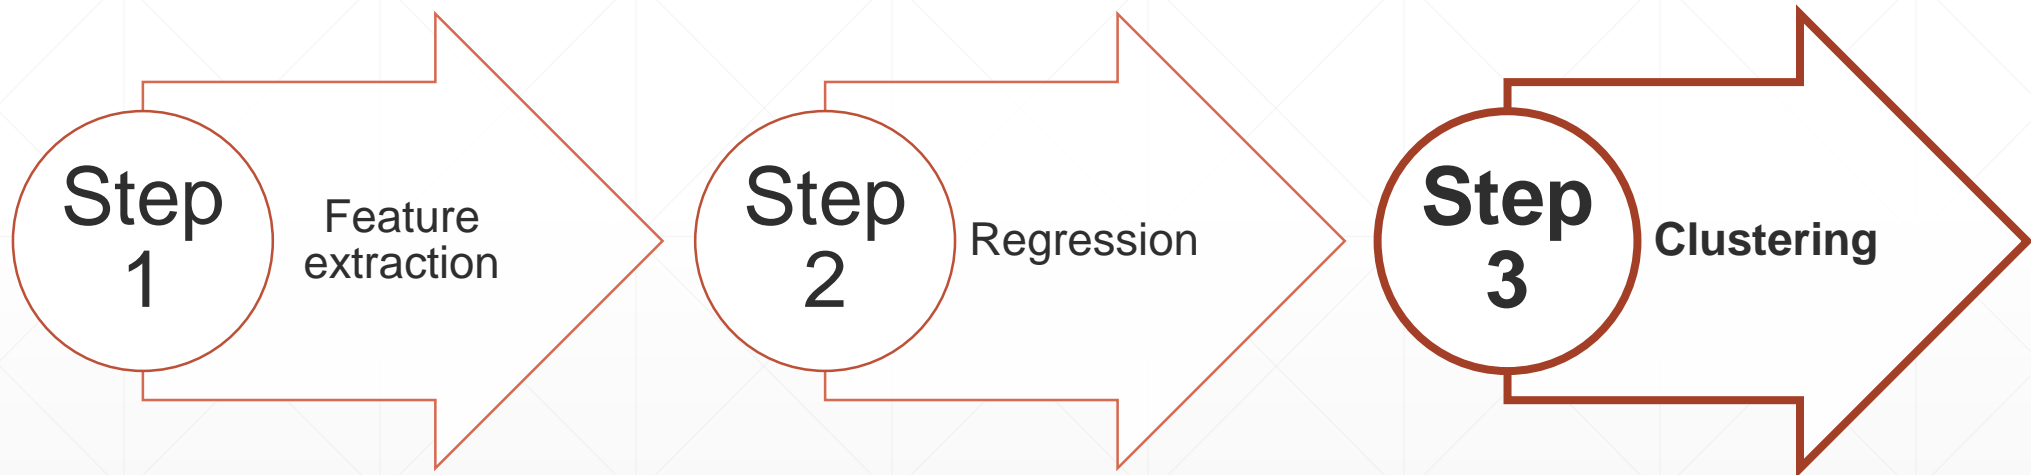 Step
1
Feature
extraction
Step
2
Regression
Step
3
Clustering